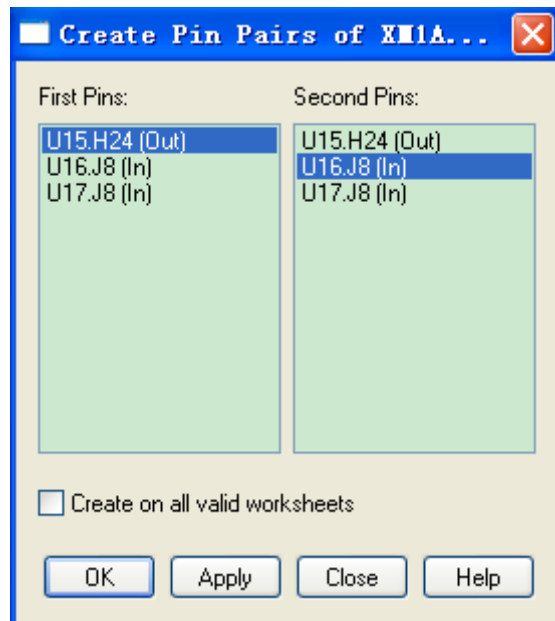 Create Pin Pairs of XM1A...
First Pins:
Second Pins:
U15.H24 (Out)
U16.J8 (In)
U17.J8 (In)
U15.H24 (Out)
U16.J8 (In)
U17.J8 (In)
Create on all valid worksheets
OK
Apply
Close
Help